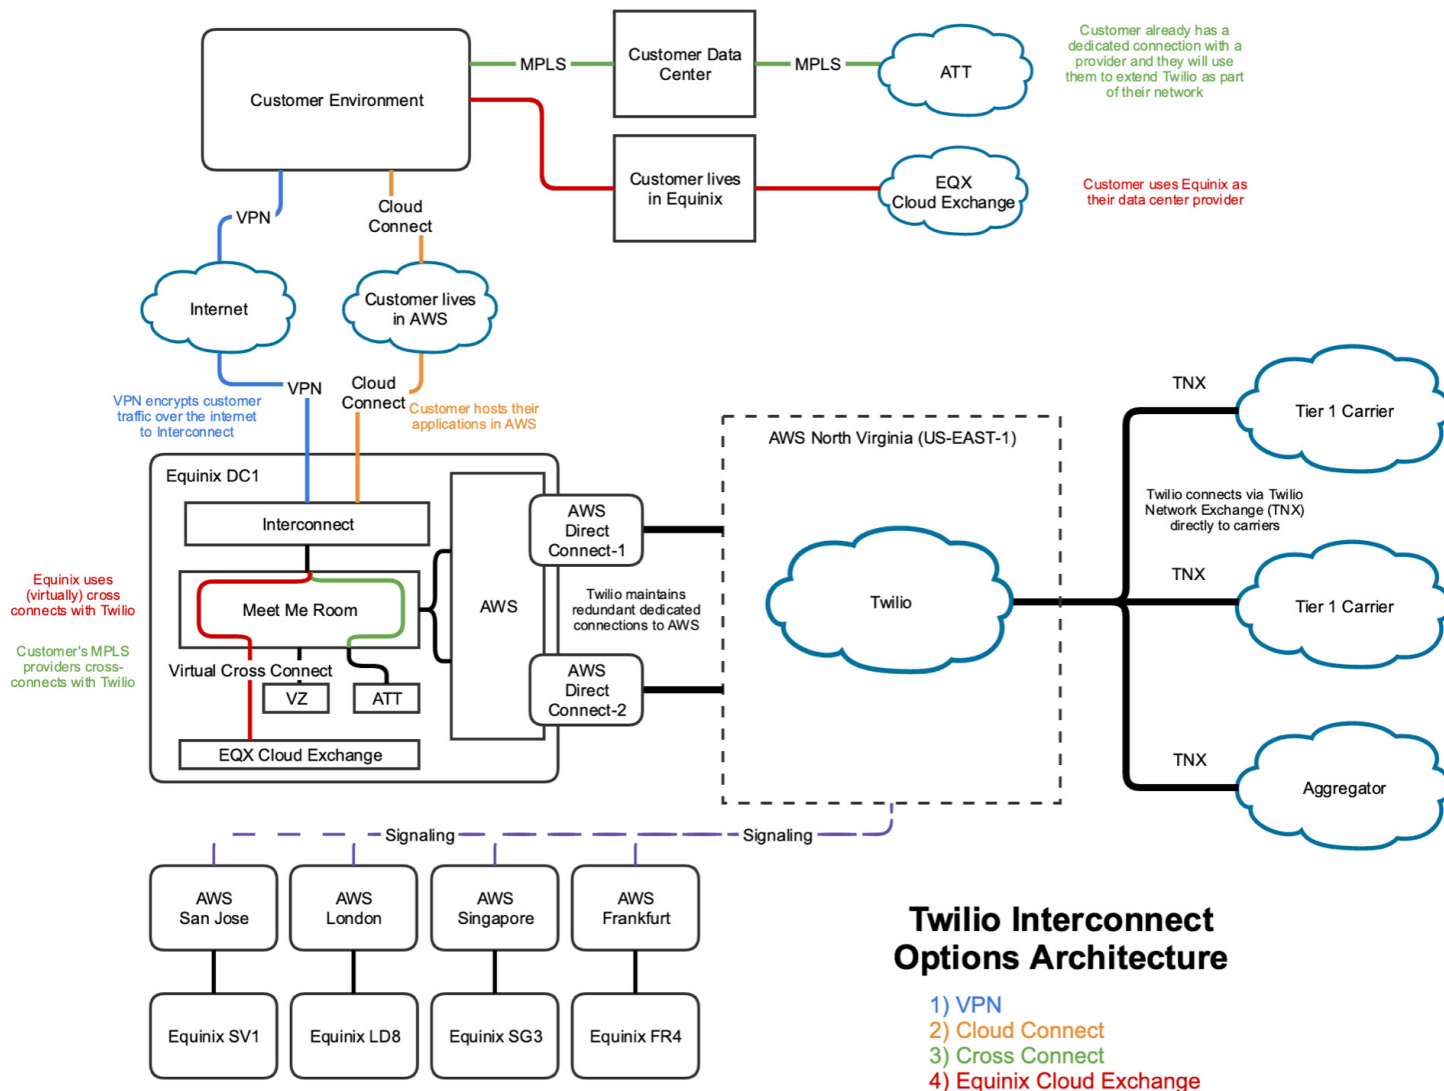 Customer Environment
MPLS
Customer Data
Center
MPLS
ATT
Customer already has a
dedicated connection with a
provider and they will use
them to extend Twilio as part
of their network
Customer lives
in Equinix
EQX
Cloud Exchange
Customer uses Equinix as
their data center provider
VPN
Cloud
Connect
Internet
Customer lives
in AWS
VPN
Cloud
Connect
VPN encrypts customer
traffic over the internet
to Interconnect
Customer hosts their
applications in AWS
Equinix DC1
Interconnect
Meet Me Room
Equinix uses
(virtually) cross
connects with Twilio
Customer's MPLS
providers cross-
connects with Twilio
Virtual Cross Connect
VZ
ATT
EQX Cloud Exchange
AWS
AWS
Direct
Connect-1
Twilio maintains
redundant dedicated
connections to AWS
AWS
Direct
Connect-2
AWS North Virginia (US-EAST-1)
Twilio
TNX
Tier 1 Carrier
Twilio connects via Twilio
Network Exchange (TNX)
directly to carriers
TNX
Tier 1 Carrier
TNX
Aggregator
Signaling
Signaling
AWS
San Jose
AWS
London
AWS
Singapore
AWS
Frankfurt
Equinix SV1
Equinix LD8
Equinix SG3
Equinix FR4
Twilio Interconnect
Options Architecture
1) VPN
2) Cloud Connect
3) Cross Connect
4) Equinix Cloud Exchange